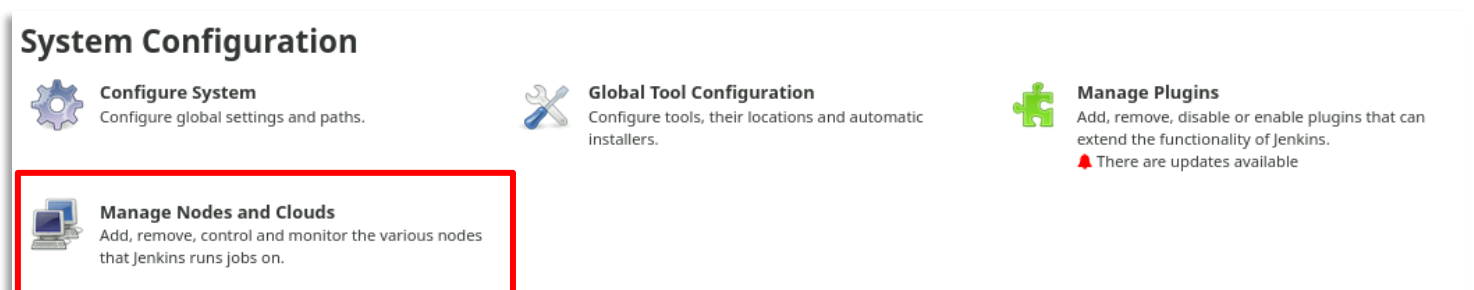 System Configuration
Configure System
Configure global settings and paths.
Global Tool Configuration
Configure tools, their locations and automatic
installers.
Manage Plugins
Add, remove, disable or enable plugins that can
extend the functionality of Jenkins.
There are updates available
Manage Nodes and Clouds
Add, remove, control and monitor the various nodes
that Jenkins runs jobs on.